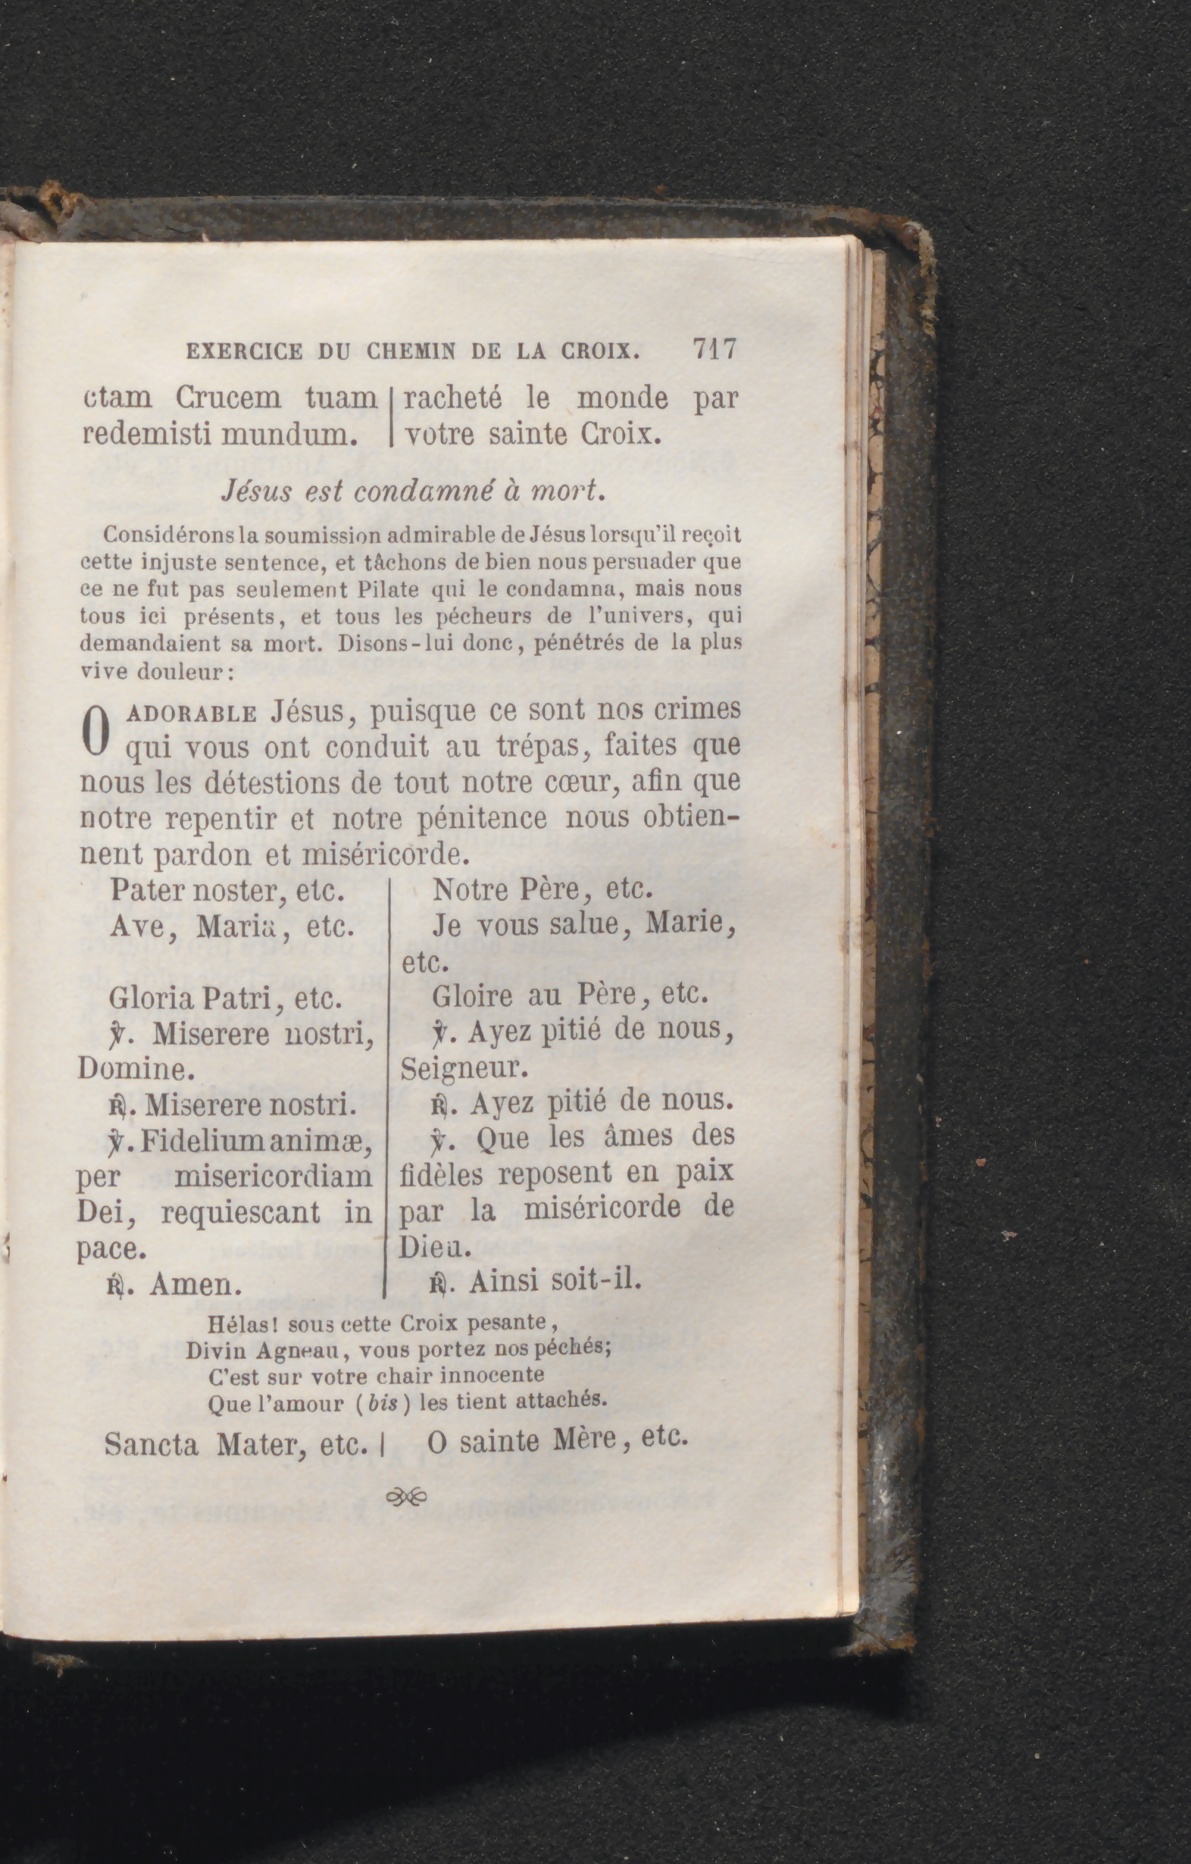 EXERCICE DU CHEMIN DE LA CROIX. 717
ctam Crucem tuam
redemisti mundum.
racheté le monde par
votre sainte Croix.
Jésus est condamné à mort.
Considérons la soumission admirable de Jésus lorsqu'il reçoit
cette injuste sentence, et tâchons de bien nous persuader que
ce ne fut pas seulement Pilate qui le condamna, mais nous
tous ici présents, et tous les pécheurs de l'univers, qui
demandaient sa mort. Disons-lui donc, pénétrés de la plus
vive douleur:
O ADORABLE Jésus, puisque ce sont nos crimes
qui vous ont conduit au trépas, faites que
nous les détestions de tout notre cœur, afin que
notre repentir et notre pénitence nous obtien-
nent pardon et miséricorde.
Pater noster, etc.
Ave, Maria, etc.
Gloria Patri, etc.
℣. Miserere nostri,
Domine.
℟. Miserere nostri.
℣. Fidelium animæ,
per misericordiam
Dei, requiescant in
pace.
℟. Amen.
Notre Père, etc.
Je vous salue, Marie,
etc.
Gloire au Père, etc.
℣. Ayez pitié de nous,
Seigneur.
℟. Ayez pitié de nous.
℣. Que les âmes des
fidèles reposent en paix
par la miséricorde de
Dieu.
℟. Ainsi soit-il.
Hélas! sous cette Croix pesante,
Divin Agneau, vous portez nos péchés;
C'est sur votre chair innocente
Que l'amour (bis) les tient attachés.
Sancta Mater, etc.
O sainte Mère, etc.